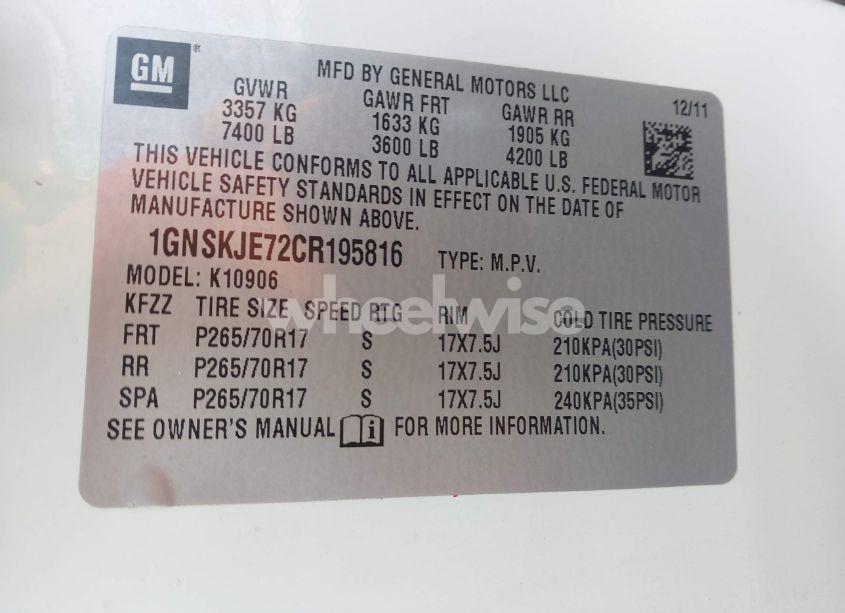 GM ®
MFD BY GENERAL MOTORS LLC
GVWR GAWR FRT GAWR RR 12/11
3357 KG 1633 KG 1905 KG
7400 LB 3600 LB 4200 LB
THIS VEHICLE CONFORMS TO ALL APPLICABLE U.S. FEDERAL MOTOR
VEHICLE SAFETY STANDARDS IN EFFECT ON THE DATE OF
MANUFACTURE SHOWN ABOVE.
1GNSKJE72CR195816 TYPE: M.P.V.
MODEL: K10906
KFZZ TIRE SIZE SPEED RTG RIM COLD TIRE PRESSURE
FRT P265/70R17 S 17X7.5J 210KPA(30PSI)
RR P265/70R17 S 17X7.5J 210KPA(30PSI)
SPA P265/70R17 S 17X7.5J 240KPA(35PSI)
SEE OWNER'S MANUAL i FOR MORE INFORMATION.
wheelwise